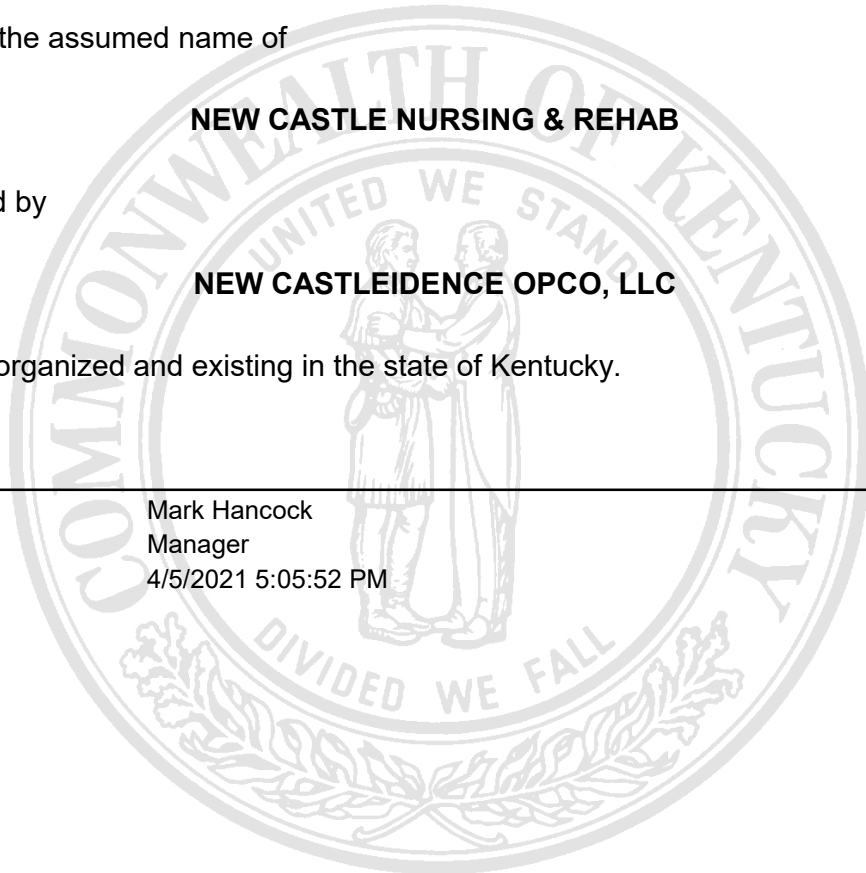 the assumed name of
NEW CASTLE NURSING & REHAB
d by
NEW CASTLEIDENCE OPCO, LLC
organized and existing in the state of Kentucky.
Mark Hancock
Manager
4/5/2021 5:05:52 PM
COMMONWEALTH OF KENTUCKY
UNITED WE STAND
DIVIDED WE FALL